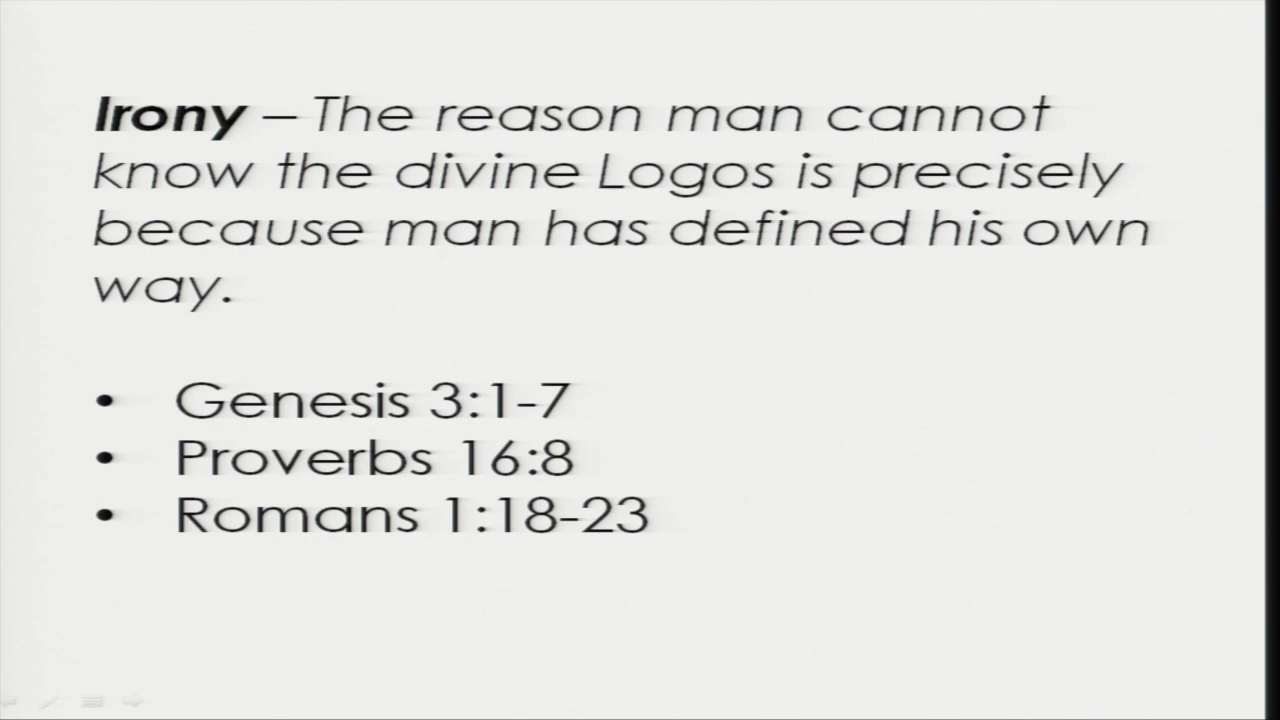 Irony – The reason man cannot
know the divine Logos is precisely
because man has defined his own
way.
• Genesis 3:1-7
• Proverbs 16:8
• Romans 1:18-23